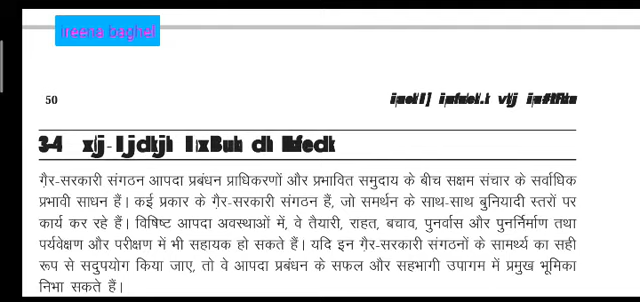 reena baghel
50
ग़ैर-सरकारी संगठन आपदा प्रबंधन प्राधिकरणों और प्रभावित समुदाय के बीच सक्षम संचार के सर्वाधिक
प्रभावी साधन हैं। कई प्रकार के ग़ैर-सरकारी संगठन हैं, जो समर्थन के साथ-साथ बुनियादी स्तरों पर
कार्य कर रहे हैं। विशिष्ट आपदा अवस्थाओं में, वे तैयारी, राहत, बचाव, पुनर्वास और पुनर्निर्माण तथा
पर्यवेक्षण और परीक्षण में भी सहायक हो सकते हैं। यदि इन ग़ैर-सरकारी संगठनों के सामर्थ्य का सही
रूप से सदुपयोग किया जाए, तो वे आपदा प्रबंधन के सफल और सहभागी उपागम में प्रमुख भूमिका
निभा सकते हैं।